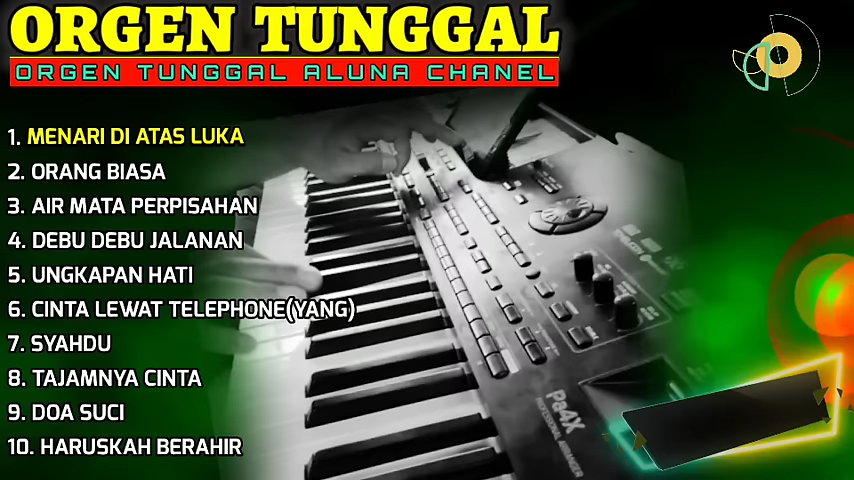 ORGEN TUNGGAL
ORGEN TUNGGAL ALUNA CHANEL
1. MENARI DI ATAS LUKA
2. ORANG BIASA
3. AIR MATA PERPISAHAN
4. DEBU DEBU JALANAN
5. UNGKAPAN HATI
6. CINTA LEWAT TELEPHONE(YANG)
7. SYAHDU
8. TAJAMNYA CINTA
9. DOA SUCI
10. HARUSKAH BERAHIR
Pa4X
PROFESSIONAL ARRANGER